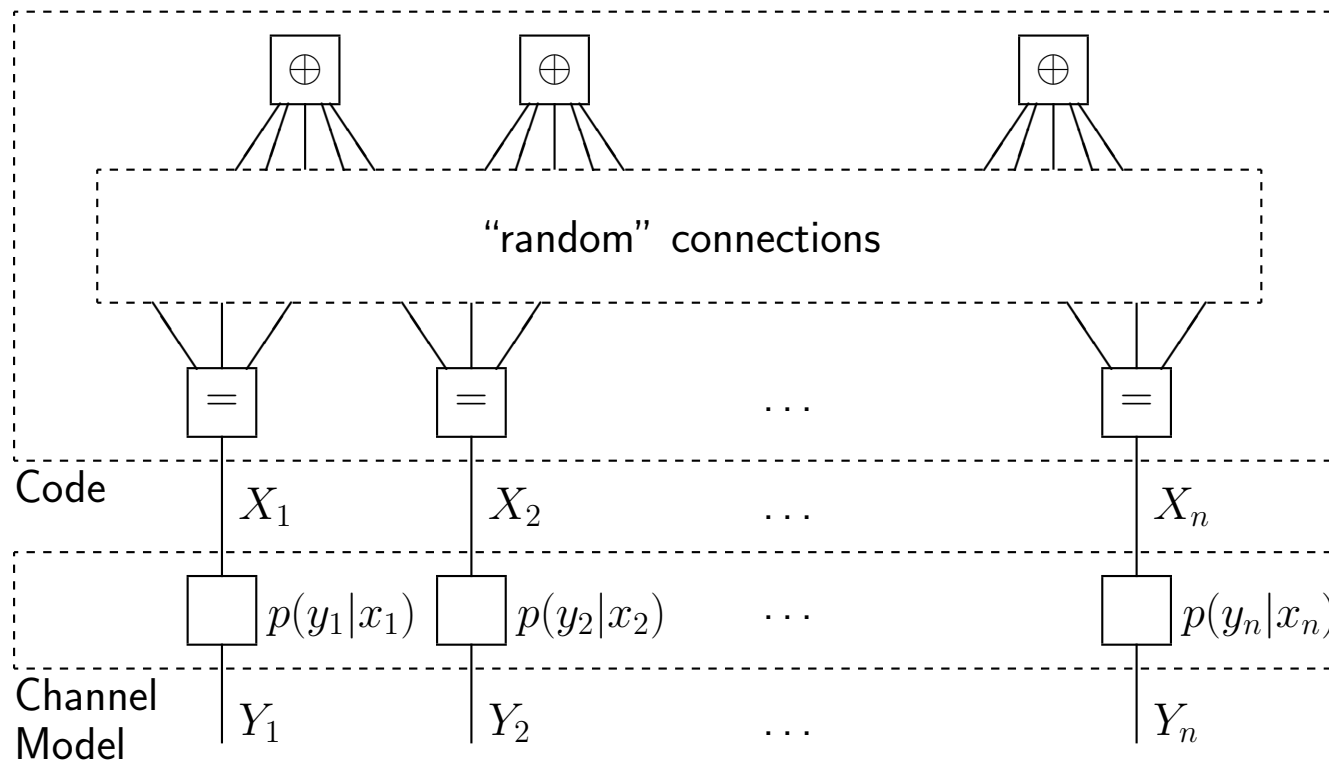 ⊕ ⊕ ⊕
“random” connections
= = . . . =
Code
X₁ X₂ . . . Xₙ
p(y₁|x₁) p(y₂|x₂) . . . p(yₙ|xₙ)
Channel
Model
Y₁ Y₂ . . . Yₙ